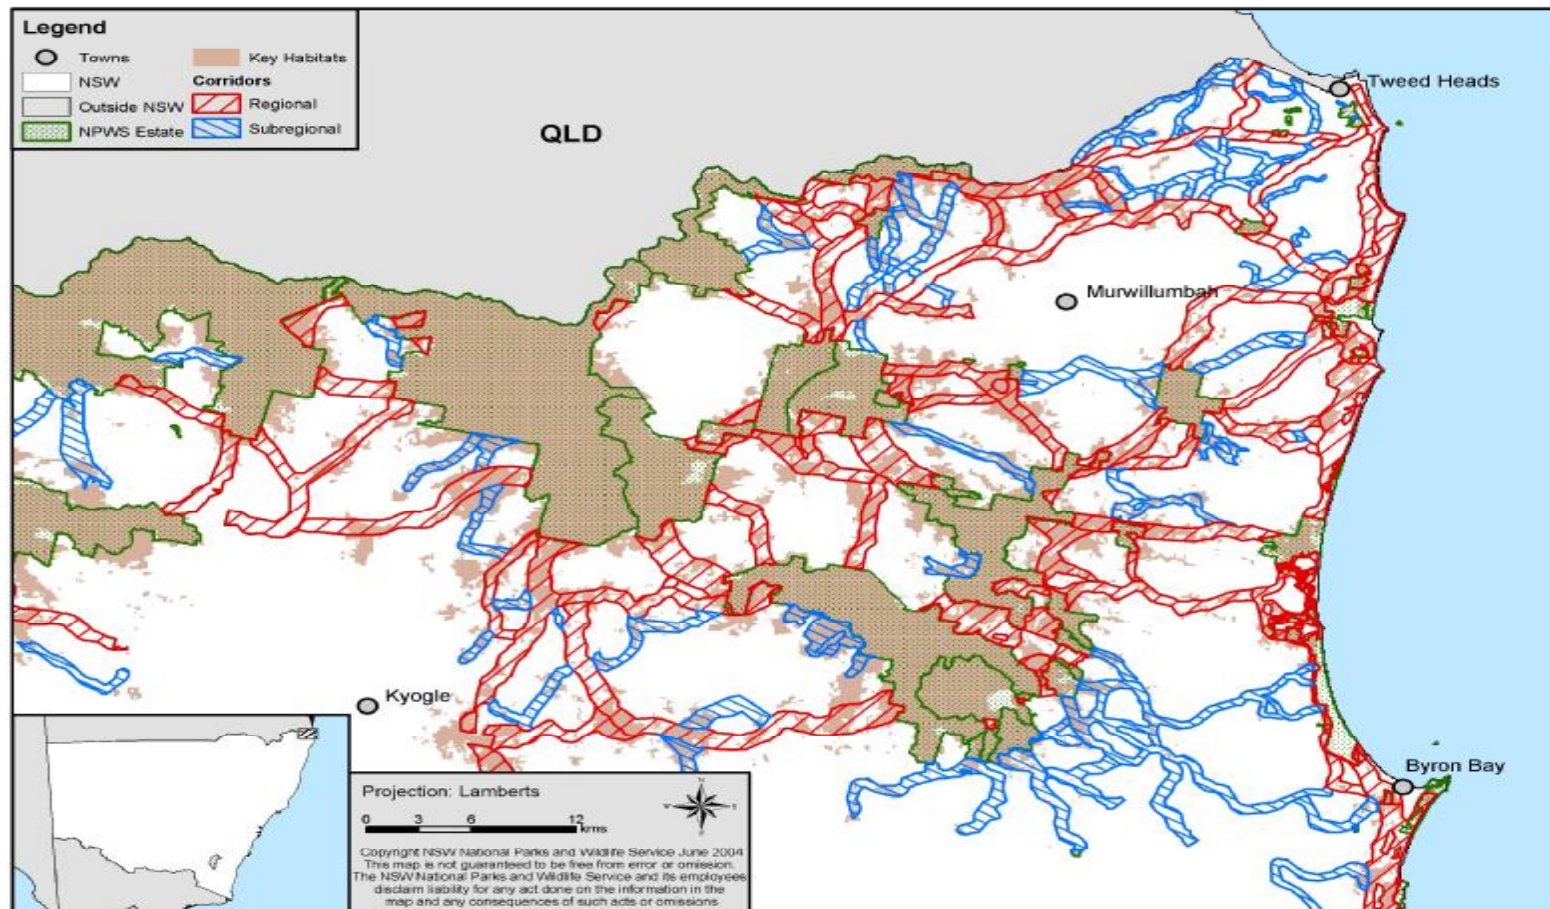 Legend
Towns
NSW
Outside NSW
NPWS Estate
Key Habitats
Corridors
Regional
Subregional
QLD
Tweed Heads
Murwillumbah
Kyogle
Byron Bay
Projection: Lamberts
0 3 6 12
kms
N
W E
S
Copyright NSW National Parks and Wildlife Service June 2004
This map is not guaranteed to be free from error or omission.
The NSW National Parks and Wildlife Service and its employees
disclaim liability for any act done on the information in the
map and any consequences of such acts or omissions